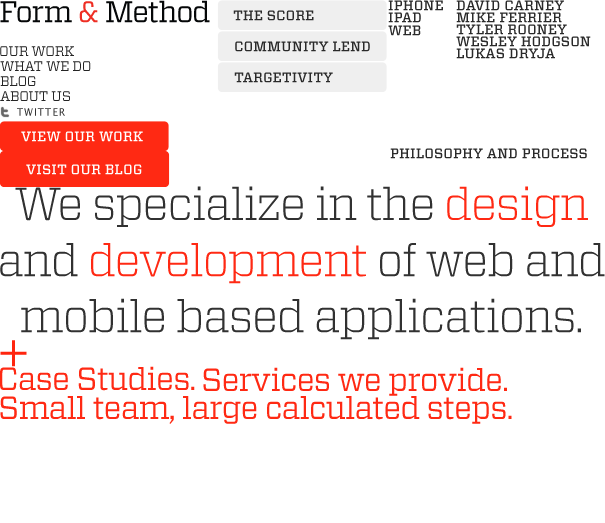 Form & Method
OUR WORK
WHAT WE DO
BLOG
ABOUT US
TWITTER
VIEW OUR WORK
VISIT OUR BLOG
THE SCORE
COMMUNITY LEND
TARGETIVITY
IPHONE
IPAD
WEB
DAVID CARNEY
MIKE FERRIER
TYLER ROONEY
WESLEY HODGSON
LUKAS DRYJA
PHILOSOPHY AND PROCESS
We specialize in the design
and development of web and
mobile based applications.
+
Case Studies. Services we provide.
Small team, large calculated steps.